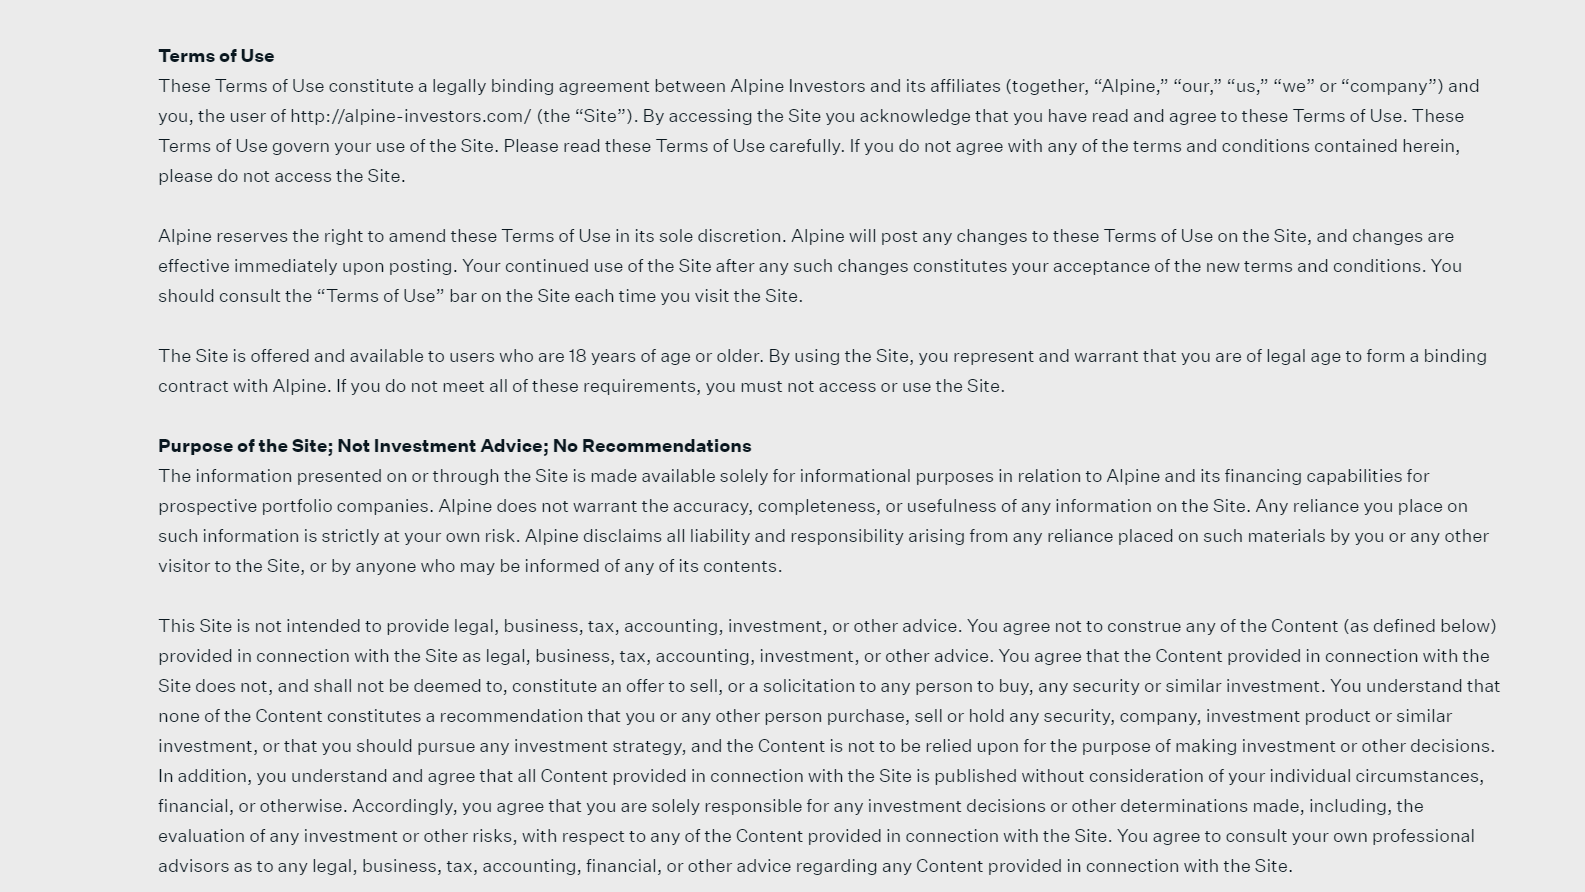 Terms of Use
These Terms of Use constitute a legally binding agreement between Alpine Investors and its affiliates (together, “Alpine,” “our,” “us,” “we” or “company”) and
you, the user of http://alpine-investors.com/ (the “Site”). By accessing the Site you acknowledge that you have read and agree to these Terms of Use. These
Terms of Use govern your use of the Site. Please read these Terms of Use carefully. If you do not agree with any of the terms and conditions contained herein,
please do not access the Site.
Alpine reserves the right to amend these Terms of Use in its sole discretion. Alpine will post any changes to these Terms of Use on the Site, and changes are
effective immediately upon posting. Your continued use of the Site after any such changes constitutes your acceptance of the new terms and conditions. You
should consult the “Terms of Use” bar on the Site each time you visit the Site.
The Site is offered and available to users who are 18 years of age or older. By using the Site, you represent and warrant that you are of legal age to form a binding
contract with Alpine. If you do not meet all of these requirements, you must not access or use the Site.
Purpose of the Site; Not Investment Advice; No Recommendations
The information presented on or through the Site is made available solely for informational purposes in relation to Alpine and its financing capabilities for
prospective portfolio companies. Alpine does not warrant the accuracy, completeness, or usefulness of any information on the Site. Any reliance you place on
such information is strictly at your own risk. Alpine disclaims all liability and responsibility arising from any reliance placed on such materials by you or any other
visitor to the Site, or by anyone who may be informed of any of its contents.
This Site is not intended to provide legal, business, tax, accounting, investment, or other advice. You agree not to construe any of the Content (as defined below)
provided in connection with the Site as legal, business, tax, accounting, investment, or other advice. You agree that the Content provided in connection with the
Site does not, and shall not be deemed to, constitute an offer to sell, or a solicitation to any person to buy, any security or similar investment. You understand that
none of the Content constitutes a recommendation that you or any other person purchase, sell or hold any security, company, investment product or similar
investment, or that you should pursue any investment strategy, and the Content is not to be relied upon for the purpose of making investment or other decisions.
In addition, you understand and agree that all Content provided in connection with the Site is published without consideration of your individual circumstances,
financial, or otherwise. Accordingly, you agree that you are solely responsible for any investment decisions or other determinations made, including, the
evaluation of any investment or other risks, with respect to any of the Content provided in connection with the Site. You agree to consult your own professional
advisors as to any legal, business, tax, accounting, financial, or other advice regarding any Content provided in connection with the Site.